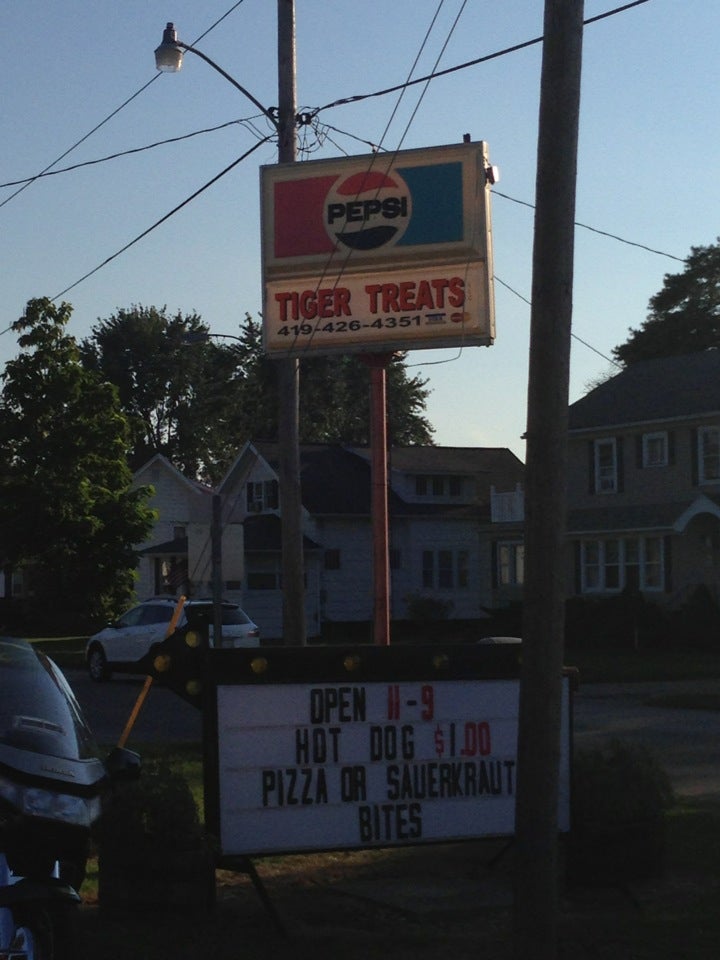 PEPSI
TIGER TREATS
419-426-4351
OPEN 11-9
HOT DOG $1.00
PIZZA OR SAUERKRAUT
BITES